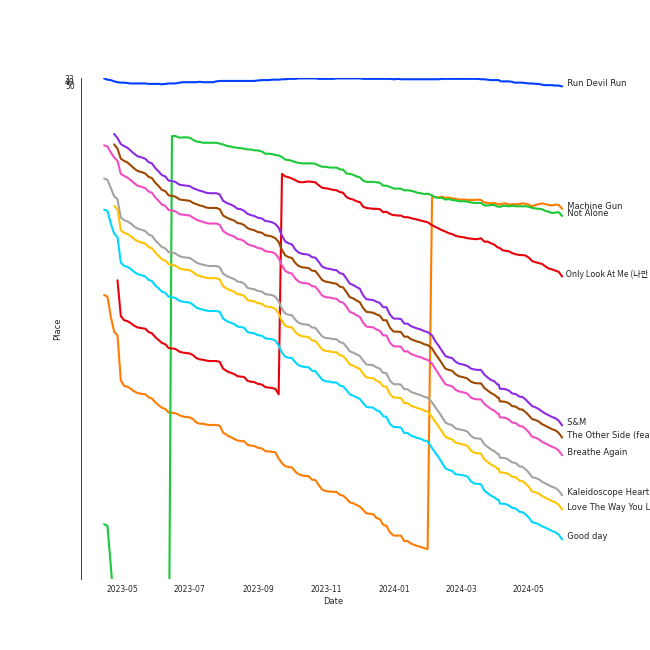 50
Run Devil Run
Machine Gun
Not Alone
Only Look At Me (나만
Place
S&M
The Other Side (fea
Breathe Again
Kaleidoscope Heart
Love The Way You L
Good day
2023-05 2023-07 2023-09 2023-11 2024-01 2024-03 2024-05
Date